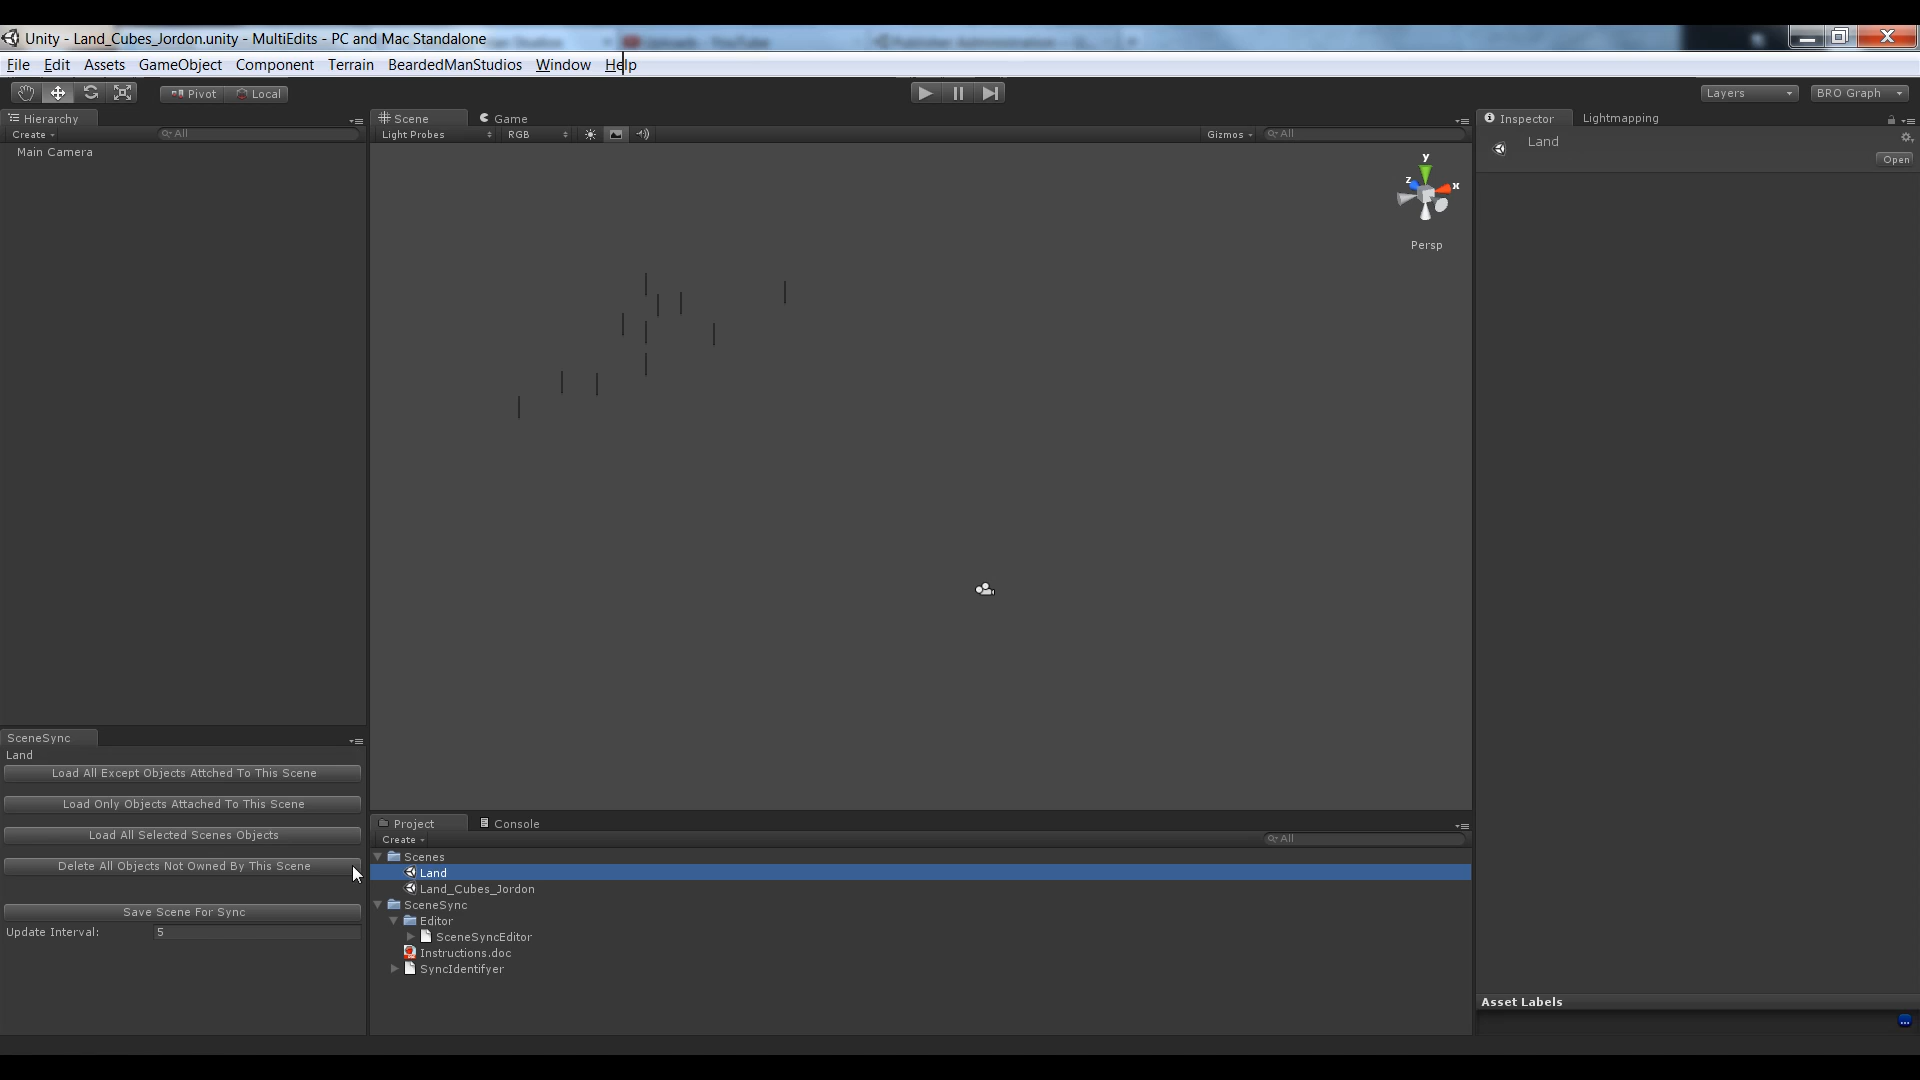 Unity - Land_Cubes_Jordon.unity - MultiEdits - PC and Mac Standalone
File Edit Assets GameObject Component Terrain BeardedManStudios Window Help
Pivot Local Layers BRO Graph
Hierarchy
Create All
Main Camera
Scene Game
Light Probes RGB Gizmos All
y
z x
Persp
Inspector Lightmapping
Land
Open
SceneSync
Land
Load All Except Objects Attched To This Scene
Load Only Objects Attached To This Scene
Load All Selected Scenes Objects
Delete All Objects Not Owned By This Scene
Save Scene For Sync
Update Interval: 5
Project Console
Create All
Scenes
Land
Land_Cubes_Jordon
SceneSync
Editor
SceneSyncEditor
Instructions.doc
SyncIdentifyer
Asset Labels